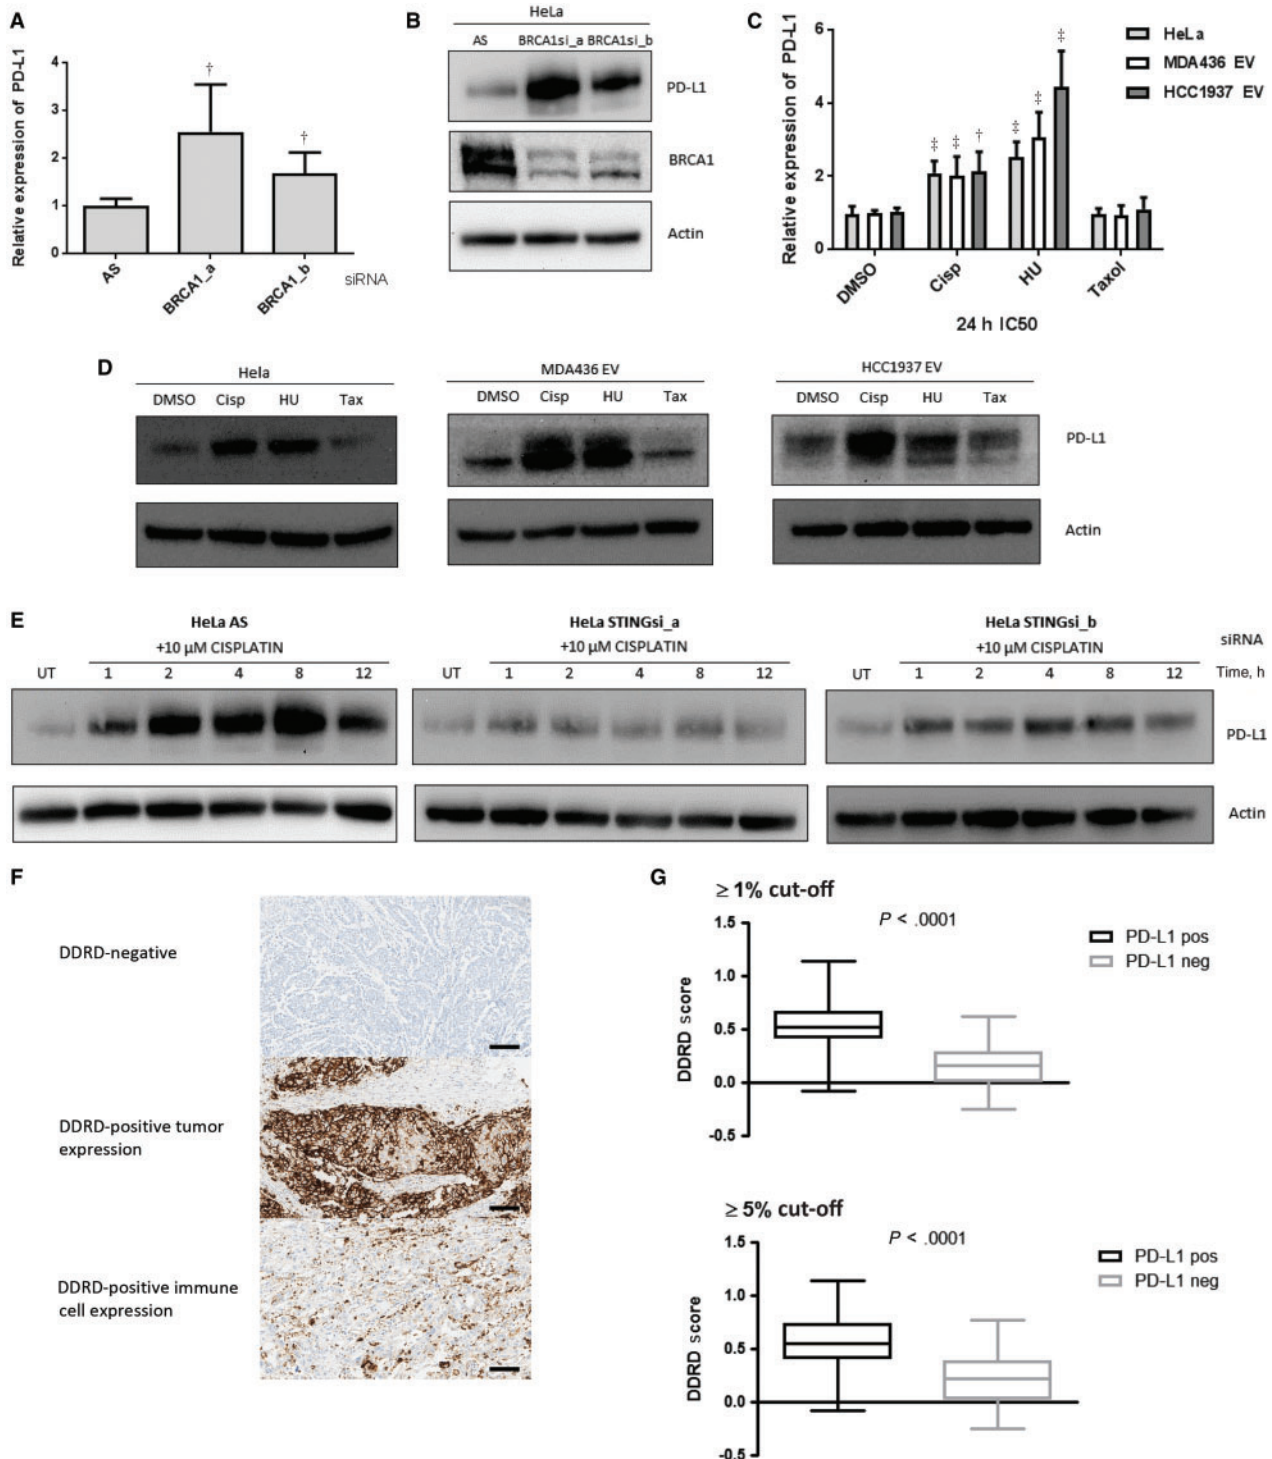 A
Relative expression of PD-L1
4
3
2
1
0
†
†
AS
BRCA1_a
BRCA1_b
siRNA
B
HeLa
AS BRCA1si_a BRCA1si_b
PD-L1
BRCA1
Actin
C
Relative expression of PD-L1
6
4
2
0
‡ ‡ † ‡ ‡ ‡
HeLa
MDA436 EV
HCC1937 EV
DMSO
Cisp
HU
Taxol
24 h IC50
D
Hela
DMSO Cisp HU Tax
MDA436 EV
DMSO Cisp HU Tax
HCC1937 EV
DMSO Cisp HU Tax
PD-L1
Actin
E
HeLa AS
+10 µM CISPLATIN
UT 1 2 4 8 12
HeLa STINGsi_a
+10 µM CISPLATIN
UT 1 2 4 8 12
HeLa STINGsi_b
+10 µM CISPLATIN
UT 1 2 4 8 12
siRNA
Time, h
PD-L1
Actin
F
DDRD-negative
DDRD-positive tumor
expression
DDRD-positive immune
cell expression
G
≥ 1% cut-off
P < .0001
DDRD score
1.5
1.0
0.5
0.0
-0.5
PD-L1 pos
PD-L1 neg
≥ 5% cut-off
P < .0001
DDRD score
1.5
1.0
0.5
0.0
-0.5
PD-L1 pos
PD-L1 neg